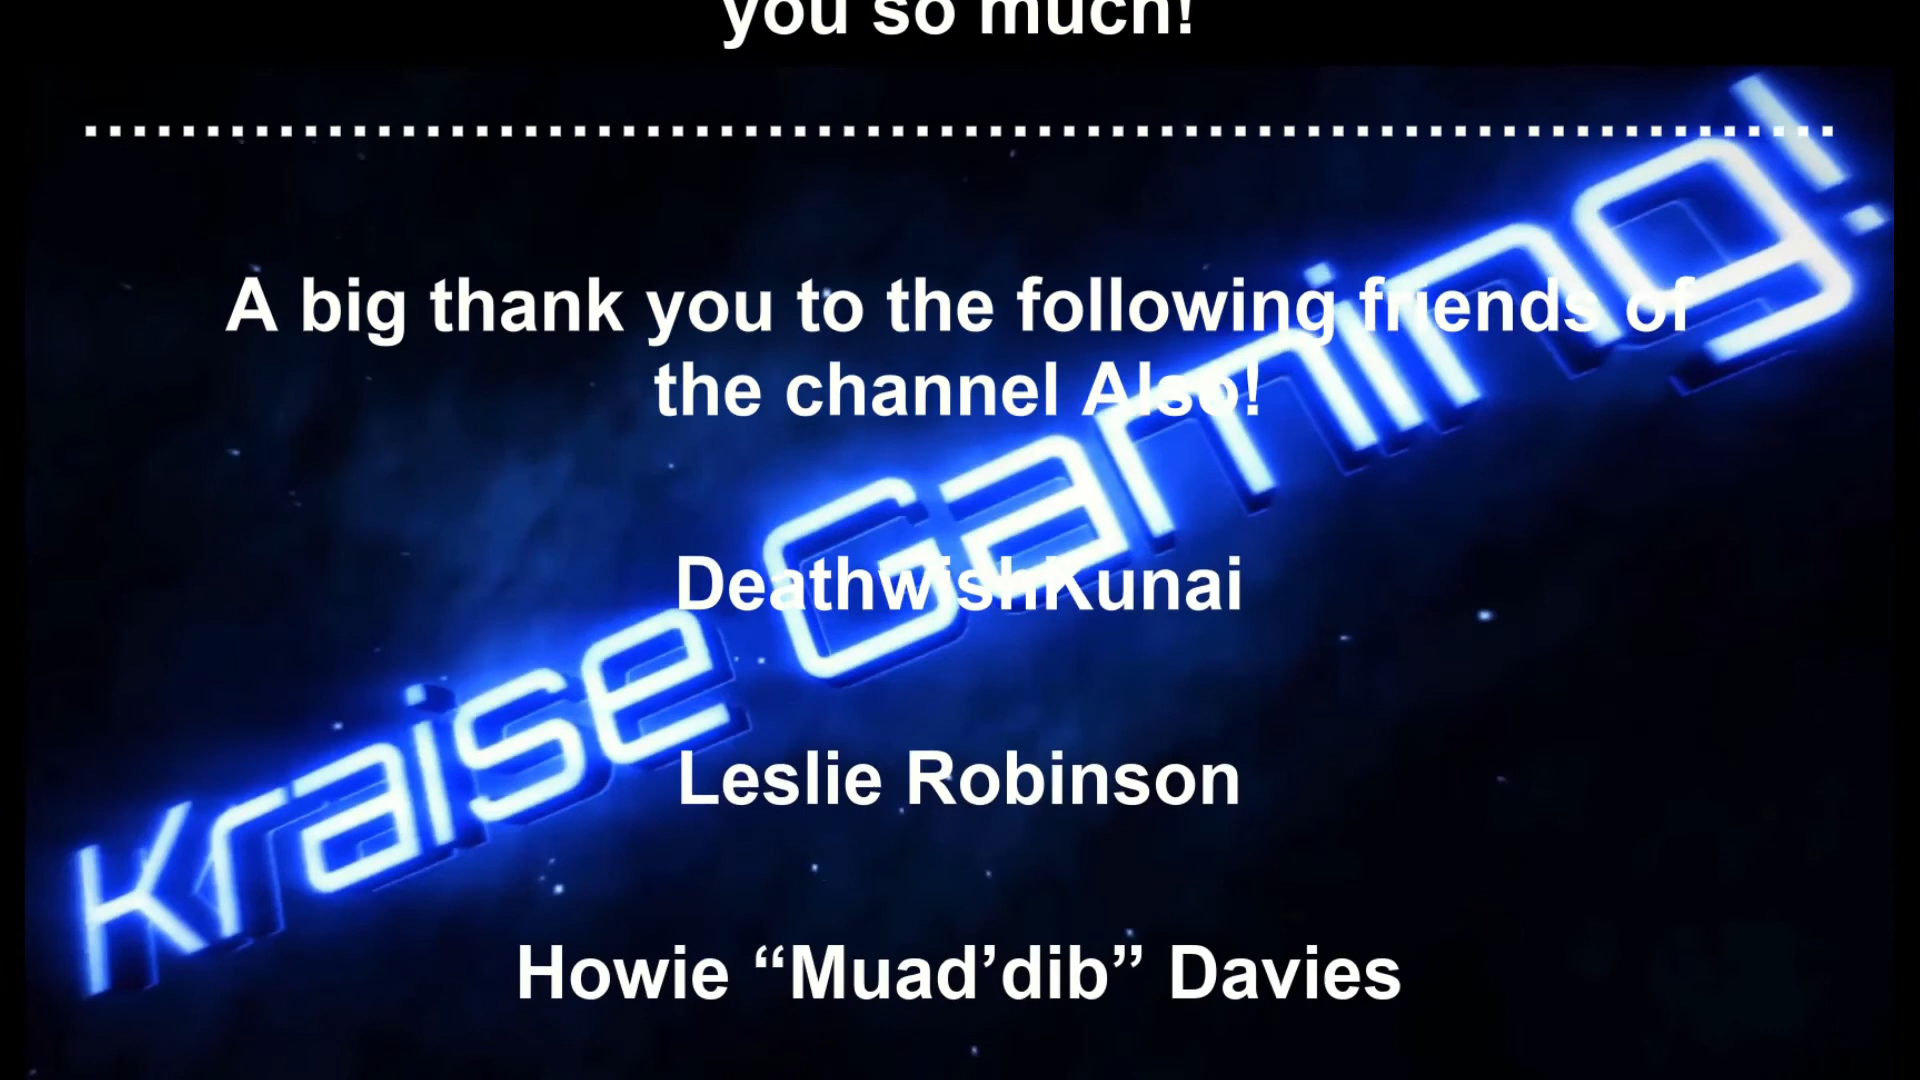 you so much!
........................................................................
A big thank you to the following friends of
the channel Also!
DeathwishKunai
Leslie Robinson
Howie “Muad’dib” Davies
Kraise Gaming!